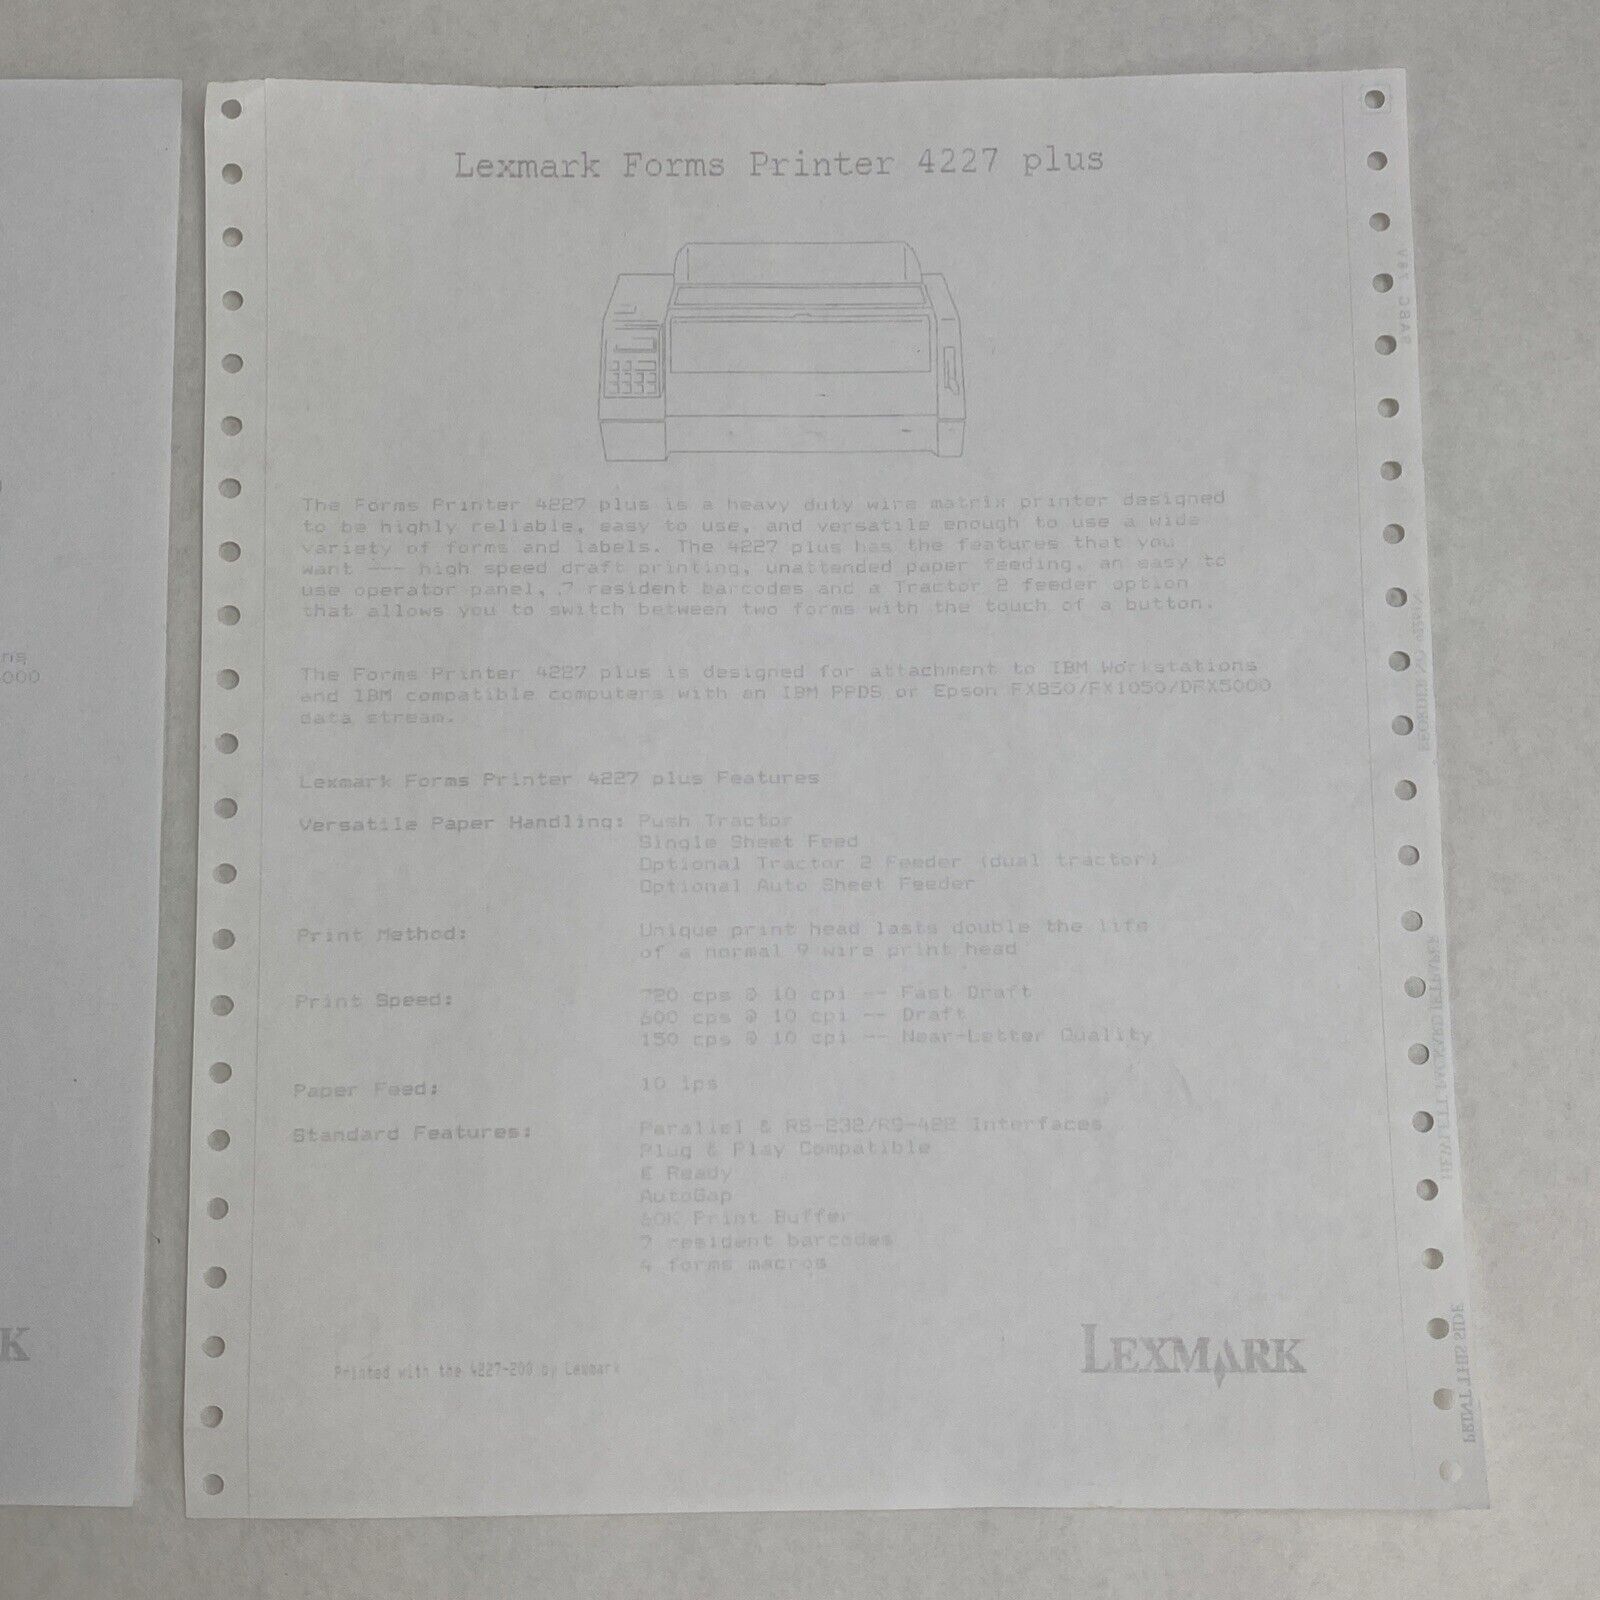 Lexmark Forms Printer 4227 plus
The Forms Printer 4227 plus is a heavy duty wire matrix printer designed
to be highly reliable, easy to use, and versatile enough to use a wide
variety of forms and labels. The 4227 plus has the features that you
want --- high speed draft printing, unattended paper feeding, an easy to
use operator panel, 7 resident barcodes and a Tractor 2 feeder option
that allows you to switch between two forms with the touch of a button.
The Forms Printer 4227 plus is designed for attachment to IBM Workstations
and IBM compatible computers with an IBM PPDS or Epson FX850/FX1050/DFX5000
data stream.
Lexmark Forms Printer 4227 plus Features
Versatile Paper Handling: Push Tractor
Single Sheet Feed
Optional Tractor 2 Feeder (dual tractor)
Optional Auto Sheet Feeder
Print Method: Unique print head lasts double the life
of a normal 9 wire print head
Print Speed: 720 cps @ 10 cpi -- Fast Draft
600 cps @ 10 cpi -- Draft
150 cps @ 10 cpi -- Near-Letter Quality
Paper Feed: 10 ips
Standard Features: Parallel & RS-232/RS-422 Interfaces
Plug & Play Compatible
€ Ready
AutoGap
60K Print Buffer
7 resident barcodes
4 forms macros
Printed with the 4227-200 by Lexmark
LEXMARK
PRINT THIS SIDE
000
K